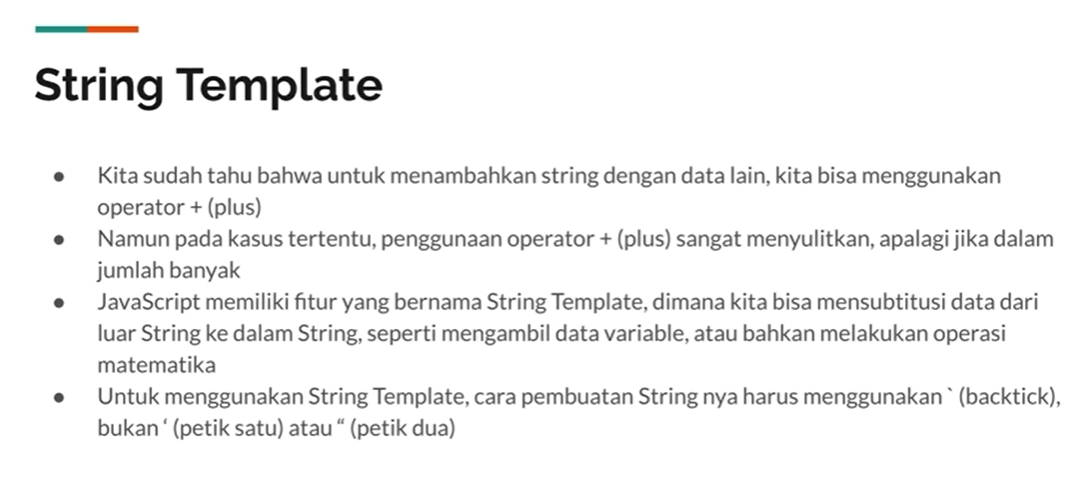 String Template
● Kita sudah tahu bahwa untuk menambahkan string dengan data lain, kita bisa menggunakan
operator + (plus)
● Namun pada kasus tertentu, penggunaan operator + (plus) sangat menyulitkan, apalagi jika dalam
jumlah banyak
● JavaScript memiliki fitur yang bernama String Template, dimana kita bisa mensubtitusi data dari
luar String ke dalam String, seperti mengambil data variable, atau bahkan melakukan operasi
matematika
● Untuk menggunakan String Template, cara pembuatan String nya harus menggunakan ` (backtick),
bukan ‘ (petik satu) atau “ (petik dua)